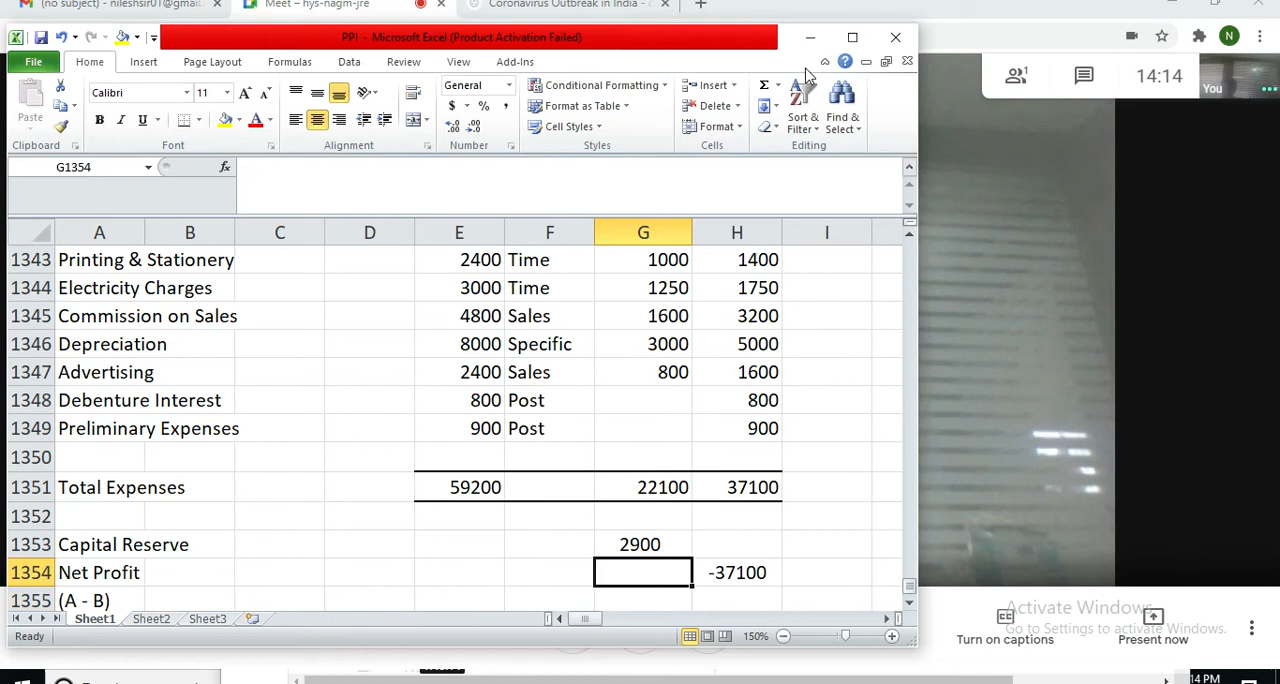 (no subject) - nileshsir01@gmail.
Meet – hys-nagm-jre
Coronavirus Outbreak in India -
PPI - Microsoft Excel (Product Activation Failed)
File Home Insert Page Layout Formulas Data Review View Add-Ins
Calibri 11 General
Conditional Formatting Insert
Format as Table Delete
Cell Styles Format
Paste
Sort & Filter
Find & Select
Clipboard Font Alignment Number Styles Cells Editing
14:14
You
N
G1354 fx
A B C D E F G H I
1343 Printing & Stationery 2400 Time 1000 1400
1344 Electricity Charges 3000 Time 1250 1750
1345 Commission on Sales 4800 Sales 1600 3200
1346 Depreciation 8000 Specific 3000 5000
1347 Advertising 2400 Sales 800 1600
1348 Debenture Interest 800 Post 800
1349 Preliminary Expenses 900 Post 900
1350
1351 Total Expenses 59200 22100 37100
1352
1353 Capital Reserve 2900
1354 Net Profit -37100
1355 (A - B)
Sheet1 Sheet2 Sheet3
Ready 150%
Activate Windows
Go to Settings to activate Windows.
Turn on captions Present now
14 PM